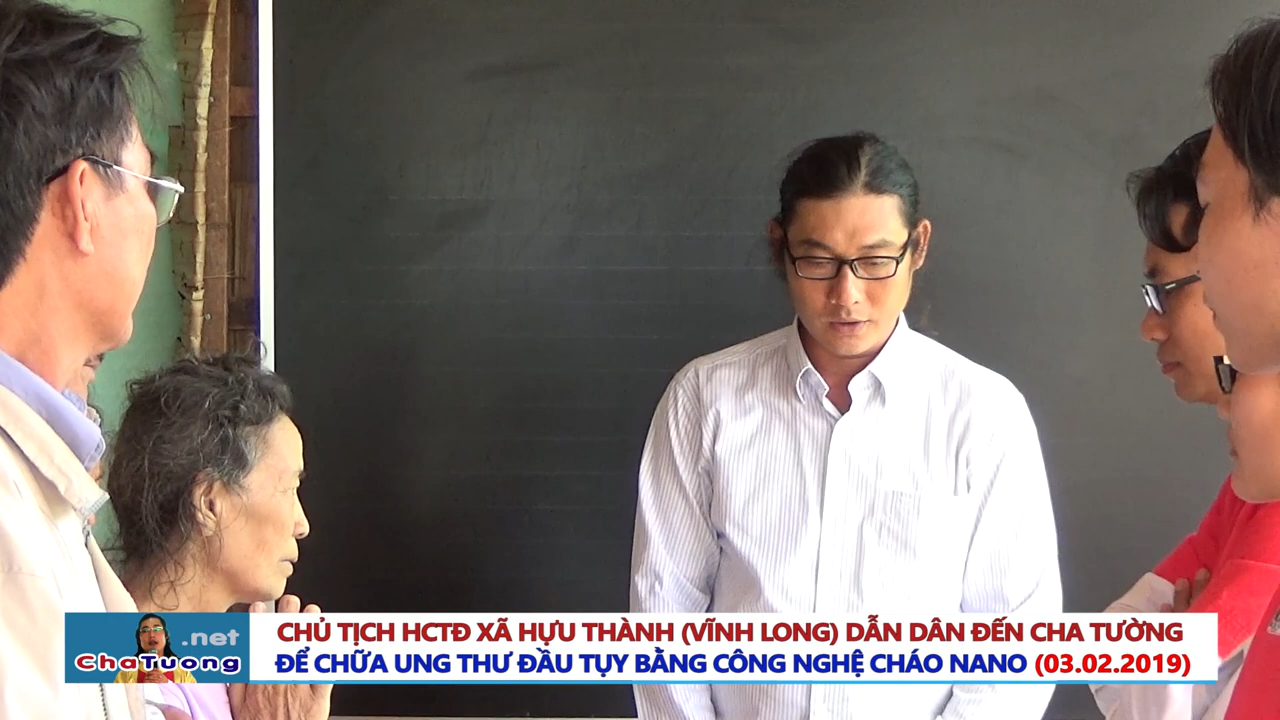 .net
ChaTuong
CHỦ TỊCH HCTĐ XÃ HỰU THÀNH (VĨNH LONG) DẪN DÂN ĐẾN CHA TƯỜNG
ĐỂ CHỮA UNG THƯ ĐẦU TỤY BẰNG CÔNG NGHỆ CHÁO NANO (03.02.2019)